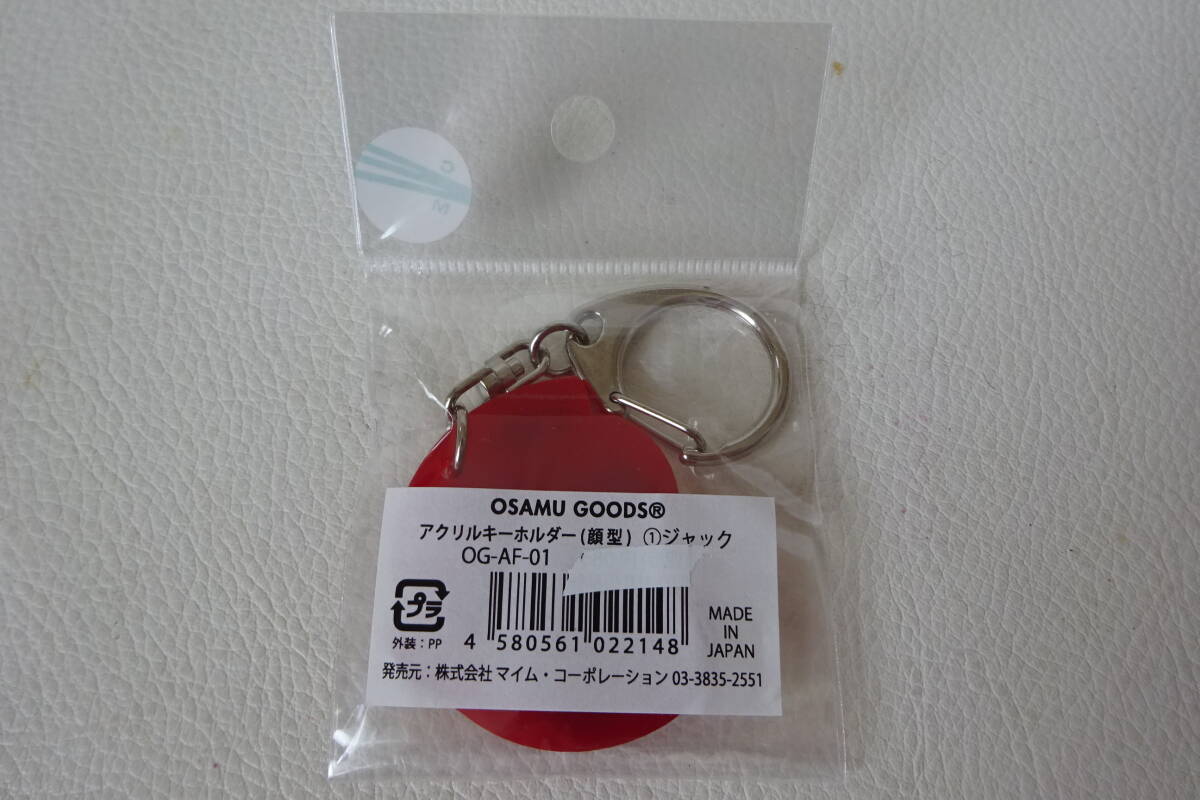 C
M
OSAMU GOODS®
アクリルキーホルダー(顔型) ①ジャック
OG-AF-01
プラ
外装:PP
4 580561 022148
MADE
IN
JAPAN
発売元:株式会社 マイム・コーポレーション 03-3835-2551